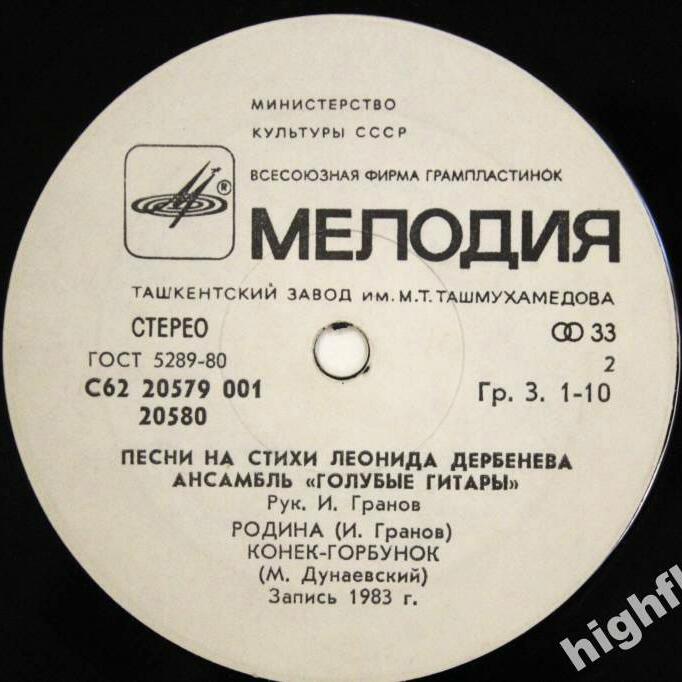 МИНИСТЕРСТВО
КУЛЬТУРЫ СССР
ВСЕСОЮЗНАЯ ФИРМА ГРАМПЛАСТИНОК
®
МЕЛОДИЯ
ТАШКЕНТСКИЙ ЗАВОД им. М.Т. ТАШМУХАМЕДОВА
СТЕРЕО
33
ГОСТ 5289-80
2
С62 20579 001
20580
Гр. 3. 1-10
ПЕСНИ НА СТИХИ ЛЕОНИДА ДЕРБЕНЕВА
АНСАМБЛЬ «ГОЛУБЫЕ ГИТАРЫ»
Рук. И. Гранов
РОДИНА (И. Гранов)
КОНЕК-ГОРБУНОК
(М. Дунаевский)
Запись 1983 г.